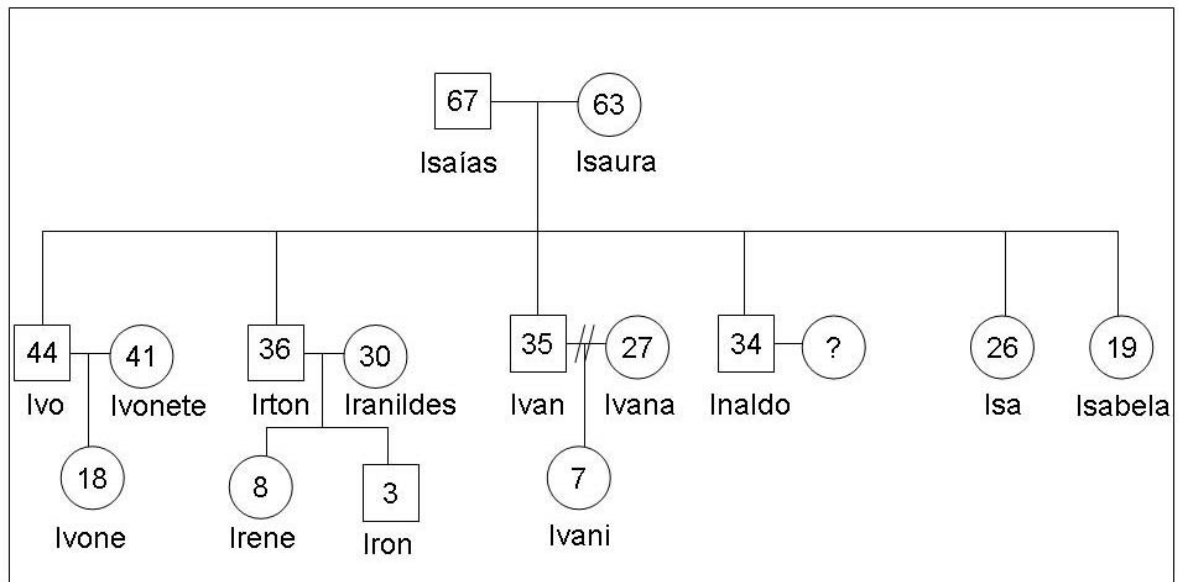 67 63
Isaías Isaura
44 41 36 30 35 27 34 ? 26 19
Ivo Ivonete Irton Iranildes Ivan Ivana Inaldo Isa Isabela
18 8 3 7
Ivone Irene Iron Ivani